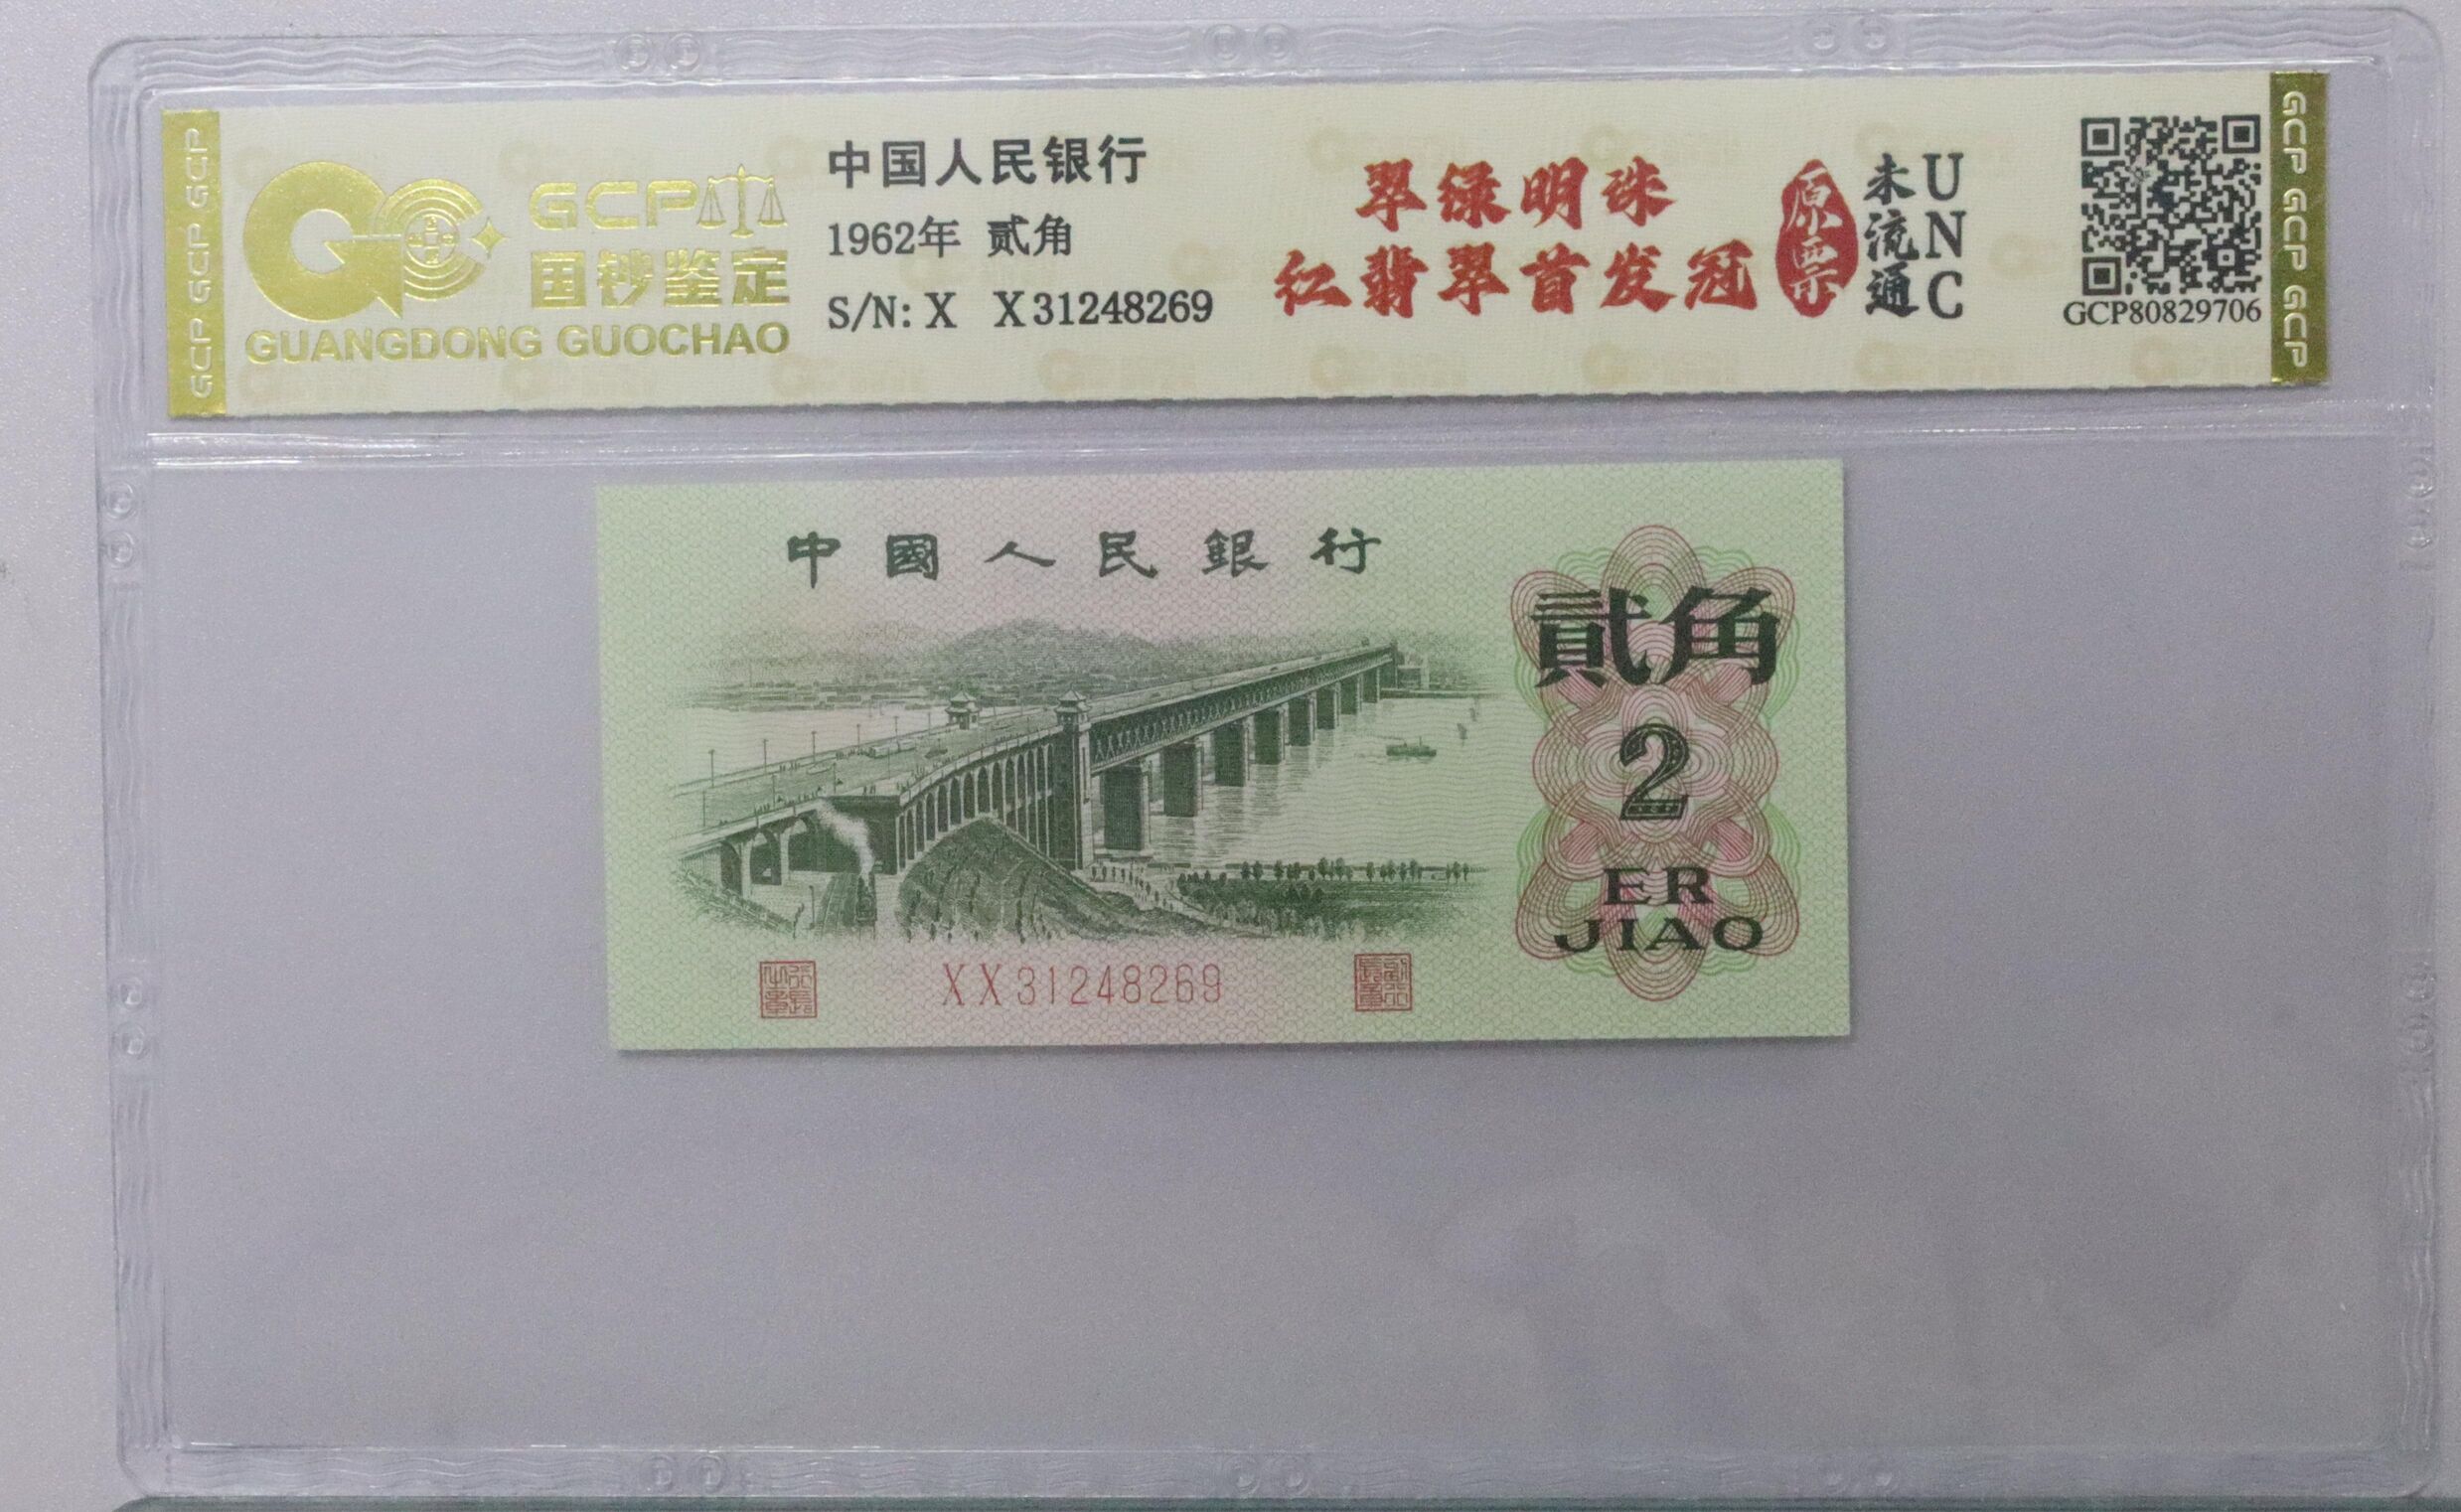 GCP GCP GCP
GCP
国钞鉴定
GUANGDONG GUOCHAO
中国人民银行
1962年 贰角
S/N: X X31248269
翠绿明珠
红翡翠首发冠
原票
未流通
UNC
GCP80829706
GCP GCP GCP
中國人民銀行
貳角
2
ER
JIAO
XX31248269